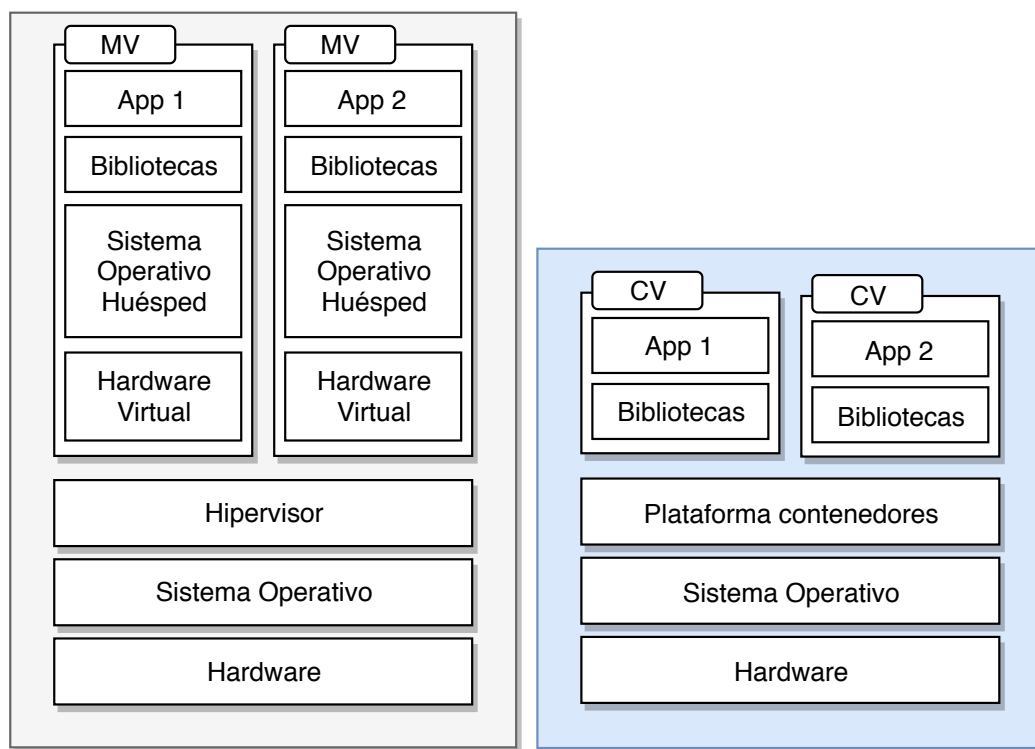 MV
App 1
Bibliotecas
Sistema
Operativo
Huésped
Hardware
Virtual
MV
App 2
Bibliotecas
Sistema
Operativo
Huésped
Hardware
Virtual
Hipervisor
Sistema Operativo
Hardware
CV
App 1
Bibliotecas
CV
App 2
Bibliotecas
Plataforma contenedores
Sistema Operativo
Hardware